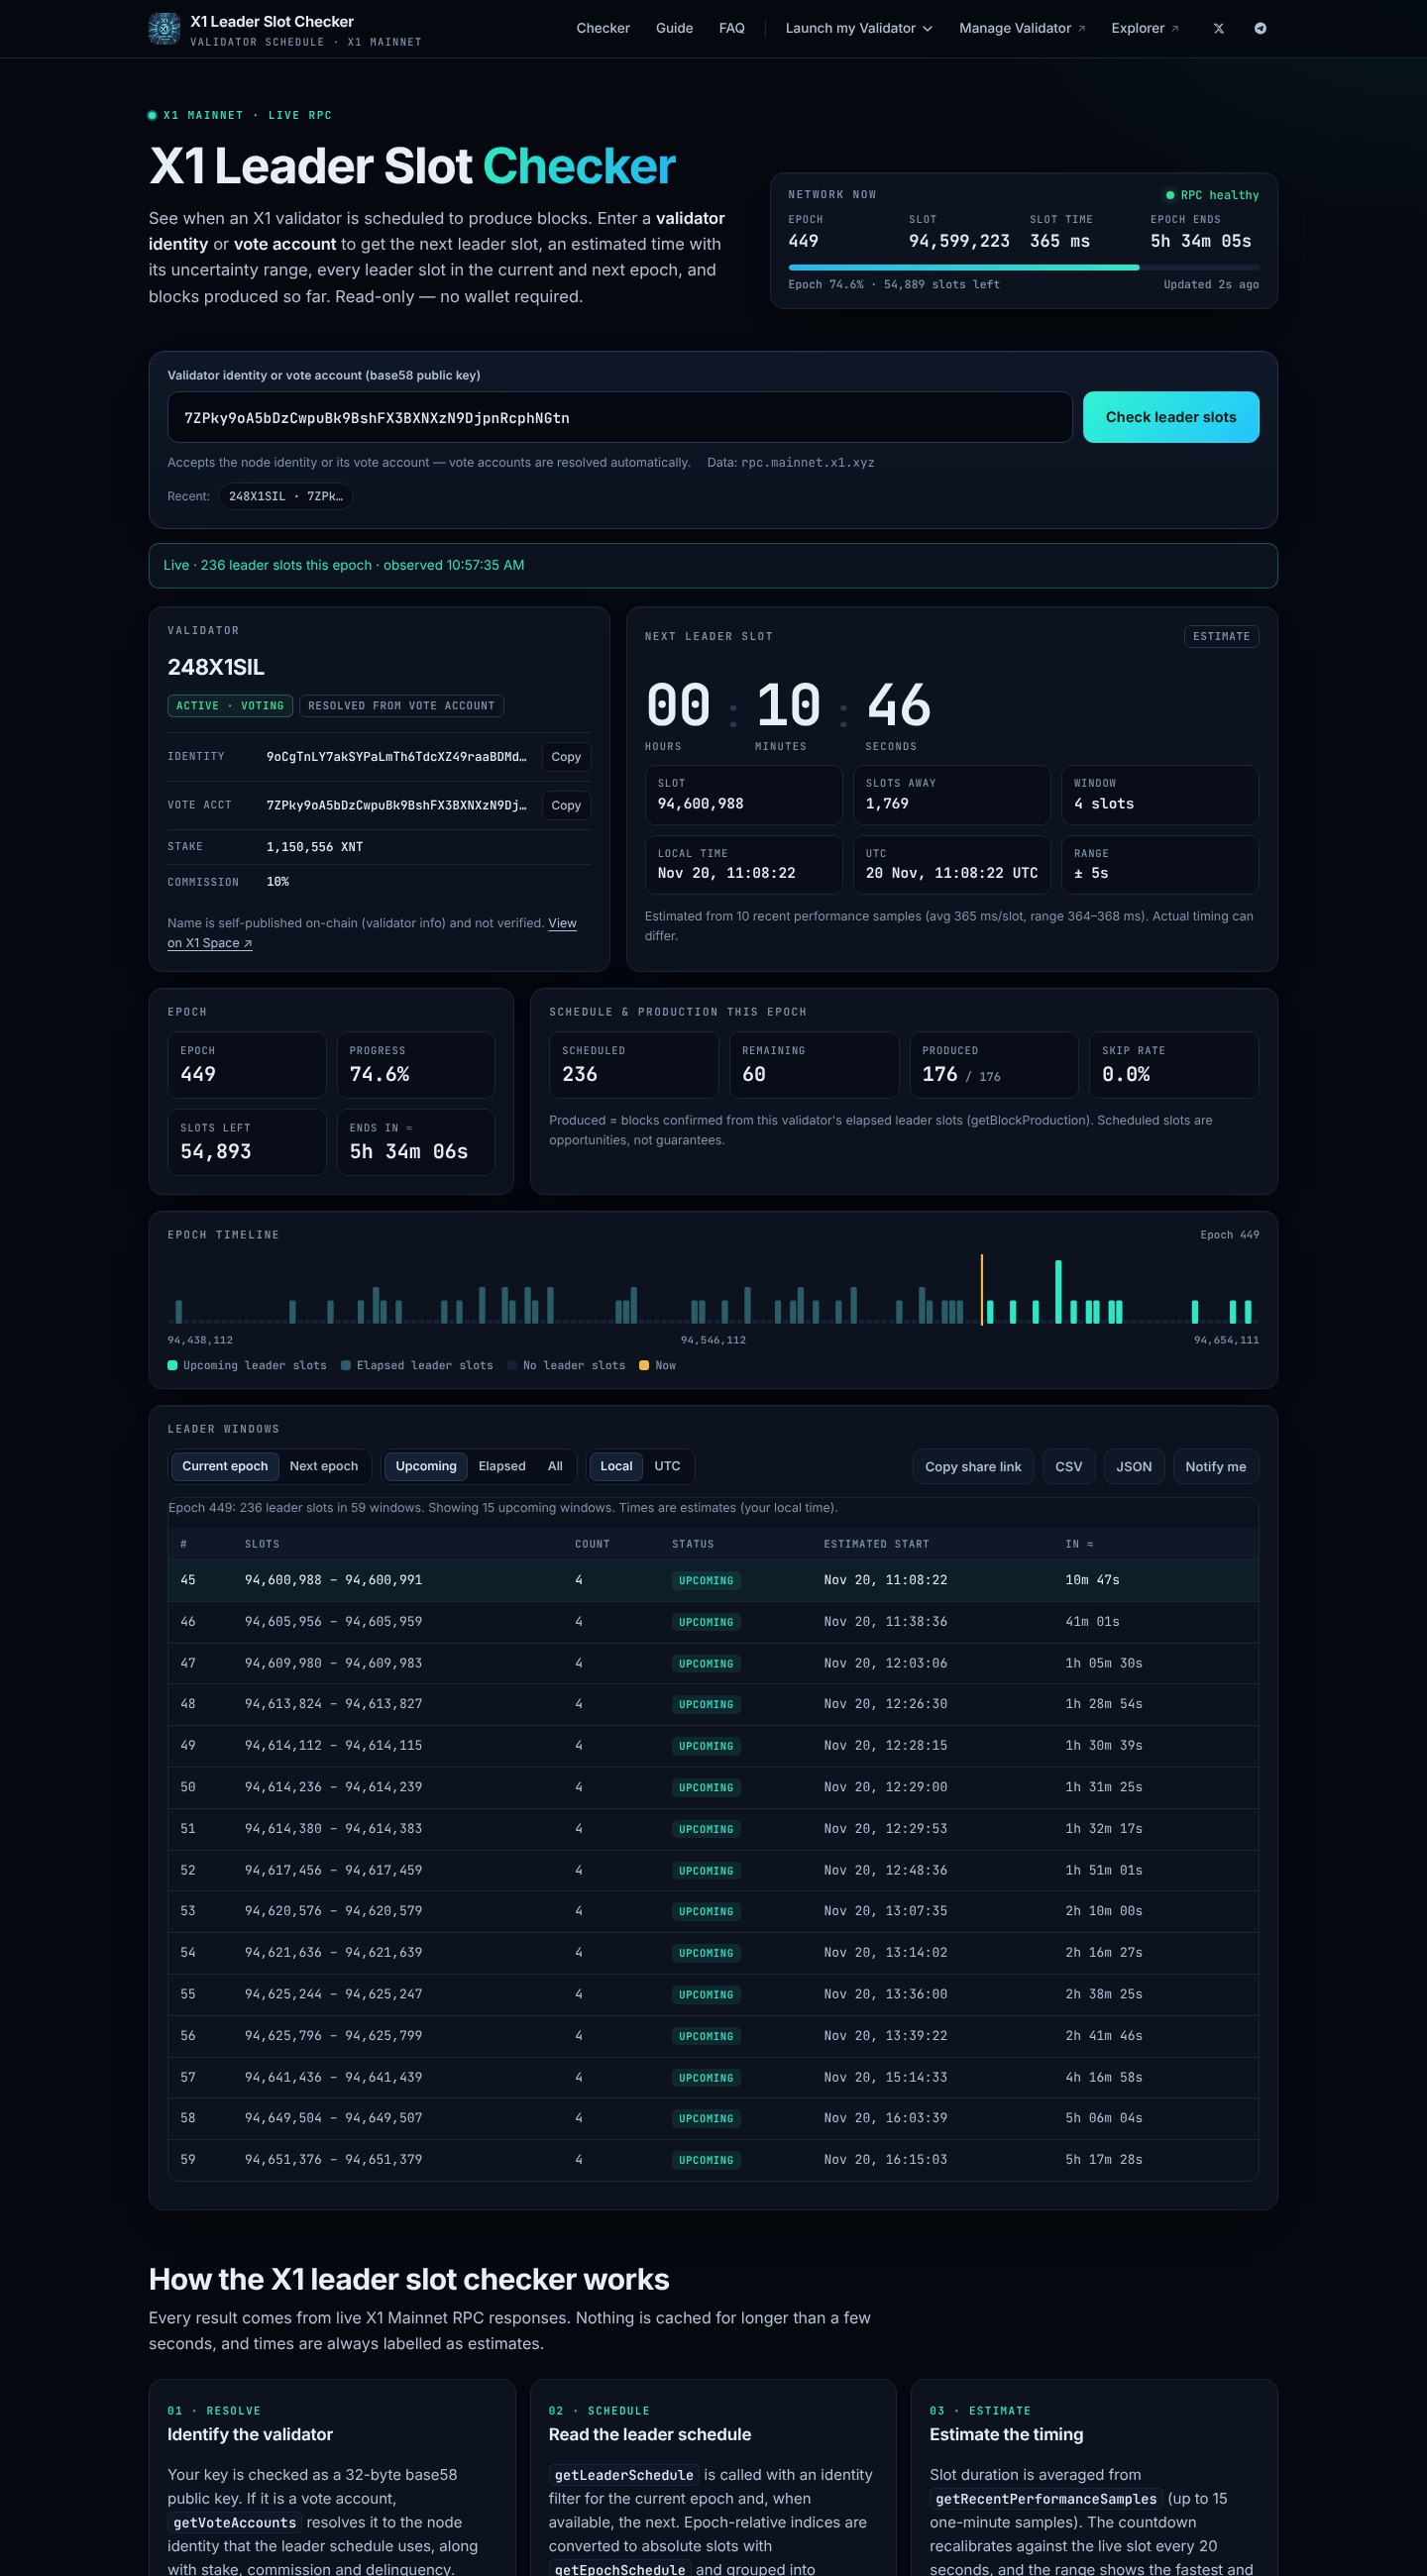 X1 Leader Slot Checker
VALIDATOR SCHEDULE · X1 MAINNET
Checker
Guide
FAQ
Launch my Validator
Manage Validator ↗
Explorer ↗
X1 MAINNET · LIVE RPC
X1 Leader Slot Checker
See when an X1 validator is scheduled to produce blocks. Enter a validator
identity or vote account to get the next leader slot, an estimated time with
its uncertainty range, every leader slot in the current and next epoch, and
blocks produced so far. Read-only — no wallet required.
NETWORK NOW
RPC healthy
EPOCH
SLOT
SLOT TIME
EPOCH ENDS
449
94,599,223
365 ms
5h 34m 05s
Epoch 74.6% · 54,889 slots left
Updated 2s ago
Validator identity or vote account (base58 public key)
7ZPky9oA5bDzCwpuBk9BshFX3BXNXzN9DjpnRcphNGtn
Check leader slots
Accepts the node identity or its vote account — vote accounts are resolved automatically.
Data: rpc.mainnet.x1.xyz
Recent:
248X1SIL · 7ZPk…
Live · 236 leader slots this epoch · observed 10:57:35 AM
VALIDATOR
248X1SIL
ACTIVE · VOTING
RESOLVED FROM VOTE ACCOUNT
IDENTITY
9oCgTnLY7akSYPaLmTh6TdcXZ49raaBDMd…
Copy
VOTE ACCT
7ZPky9oA5bDzCwpuBk9BshFX3BXNXzN9Dj…
Copy
STAKE
1,150,556 XNT
COMMISSION
10%
Name is self-published on-chain (validator info) and not verified. View
on X1 Space ↗
NEXT LEADER SLOT
ESTIMATE
00 : 10 : 46
HOURS
MINUTES
SECONDS
SLOT
94,600,988
SLOTS AWAY
1,769
WINDOW
4 slots
LOCAL TIME
Nov 20, 11:08:22
UTC
20 Nov, 11:08:22 UTC
RANGE
± 5s
Estimated from 10 recent performance samples (avg 365 ms/slot, range 364–368 ms). Actual timing can
differ.
EPOCH
EPOCH
449
PROGRESS
74.6%
SLOTS LEFT
54,893
ENDS IN ≈
5h 34m 06s
SCHEDULE & PRODUCTION THIS EPOCH
SCHEDULED
236
REMAINING
60
PRODUCED
176 / 176
SKIP RATE
0.0%
Produced = blocks confirmed from this validator's elapsed leader slots (getBlockProduction). Scheduled slots are
opportunities, not guarantees.
EPOCH TIMELINE
Epoch 449
94,438,112
94,546,112
94,654,111
Upcoming leader slots
Elapsed leader slots
No leader slots
Now
LEADER WINDOWS
Current epoch
Next epoch
Upcoming
Elapsed
All
Local
UTC
Copy share link
CSV
JSON
Notify me
Epoch 449: 236 leader slots in 59 windows. Showing 15 upcoming windows. Times are estimates (your local time).
# SLOTS COUNT STATUS ESTIMATED START IN ≈
45 94,600,988 – 94,600,991 4 UPCOMING Nov 20, 11:08:22 10m 47s
46 94,605,956 – 94,605,959 4 UPCOMING Nov 20, 11:38:36 41m 01s
47 94,609,980 – 94,609,983 4 UPCOMING Nov 20, 12:03:06 1h 05m 30s
48 94,613,824 – 94,613,827 4 UPCOMING Nov 20, 12:26:30 1h 28m 54s
49 94,614,112 – 94,614,115 4 UPCOMING Nov 20, 12:28:15 1h 30m 39s
50 94,614,236 – 94,614,239 4 UPCOMING Nov 20, 12:29:00 1h 31m 25s
51 94,614,380 – 94,614,383 4 UPCOMING Nov 20, 12:29:53 1h 32m 17s
52 94,617,456 – 94,617,459 4 UPCOMING Nov 20, 12:48:36 1h 51m 01s
53 94,620,576 – 94,620,579 4 UPCOMING Nov 20, 13:07:35 2h 10m 00s
54 94,621,636 – 94,621,639 4 UPCOMING Nov 20, 13:14:02 2h 16m 27s
55 94,625,244 – 94,625,247 4 UPCOMING Nov 20, 13:36:00 2h 38m 25s
56 94,625,796 – 94,625,799 4 UPCOMING Nov 20, 13:39:22 2h 41m 46s
57 94,641,436 – 94,641,439 4 UPCOMING Nov 20, 15:14:33 4h 16m 58s
58 94,649,504 – 94,649,507 4 UPCOMING Nov 20, 16:03:39 5h 06m 04s
59 94,651,376 – 94,651,379 4 UPCOMING Nov 20, 16:15:03 5h 17m 28s
How the X1 leader slot checker works
Every result comes from live X1 Mainnet RPC responses. Nothing is cached for longer than a few
seconds, and times are always labelled as estimates.
01 · RESOLVE
Identify the validator
Your key is checked as a 32-byte base58
public key. If it is a vote account,
getVoteAccounts resolves it to the node
identity that the leader schedule uses, along
with stake, commission and delinquency.
02 · SCHEDULE
Read the leader schedule
getLeaderSchedule is called with an identity
filter for the current epoch and, when
available, the next. Epoch-relative indices are
converted to absolute slots with
getEpochSchedule and grouped into
03 · ESTIMATE
Estimate the timing
Slot duration is averaged from
getRecentPerformanceSamples (up to 15
one-minute samples). The countdown
recalibrates against the live slot every 20
seconds, and the range shows the fastest and